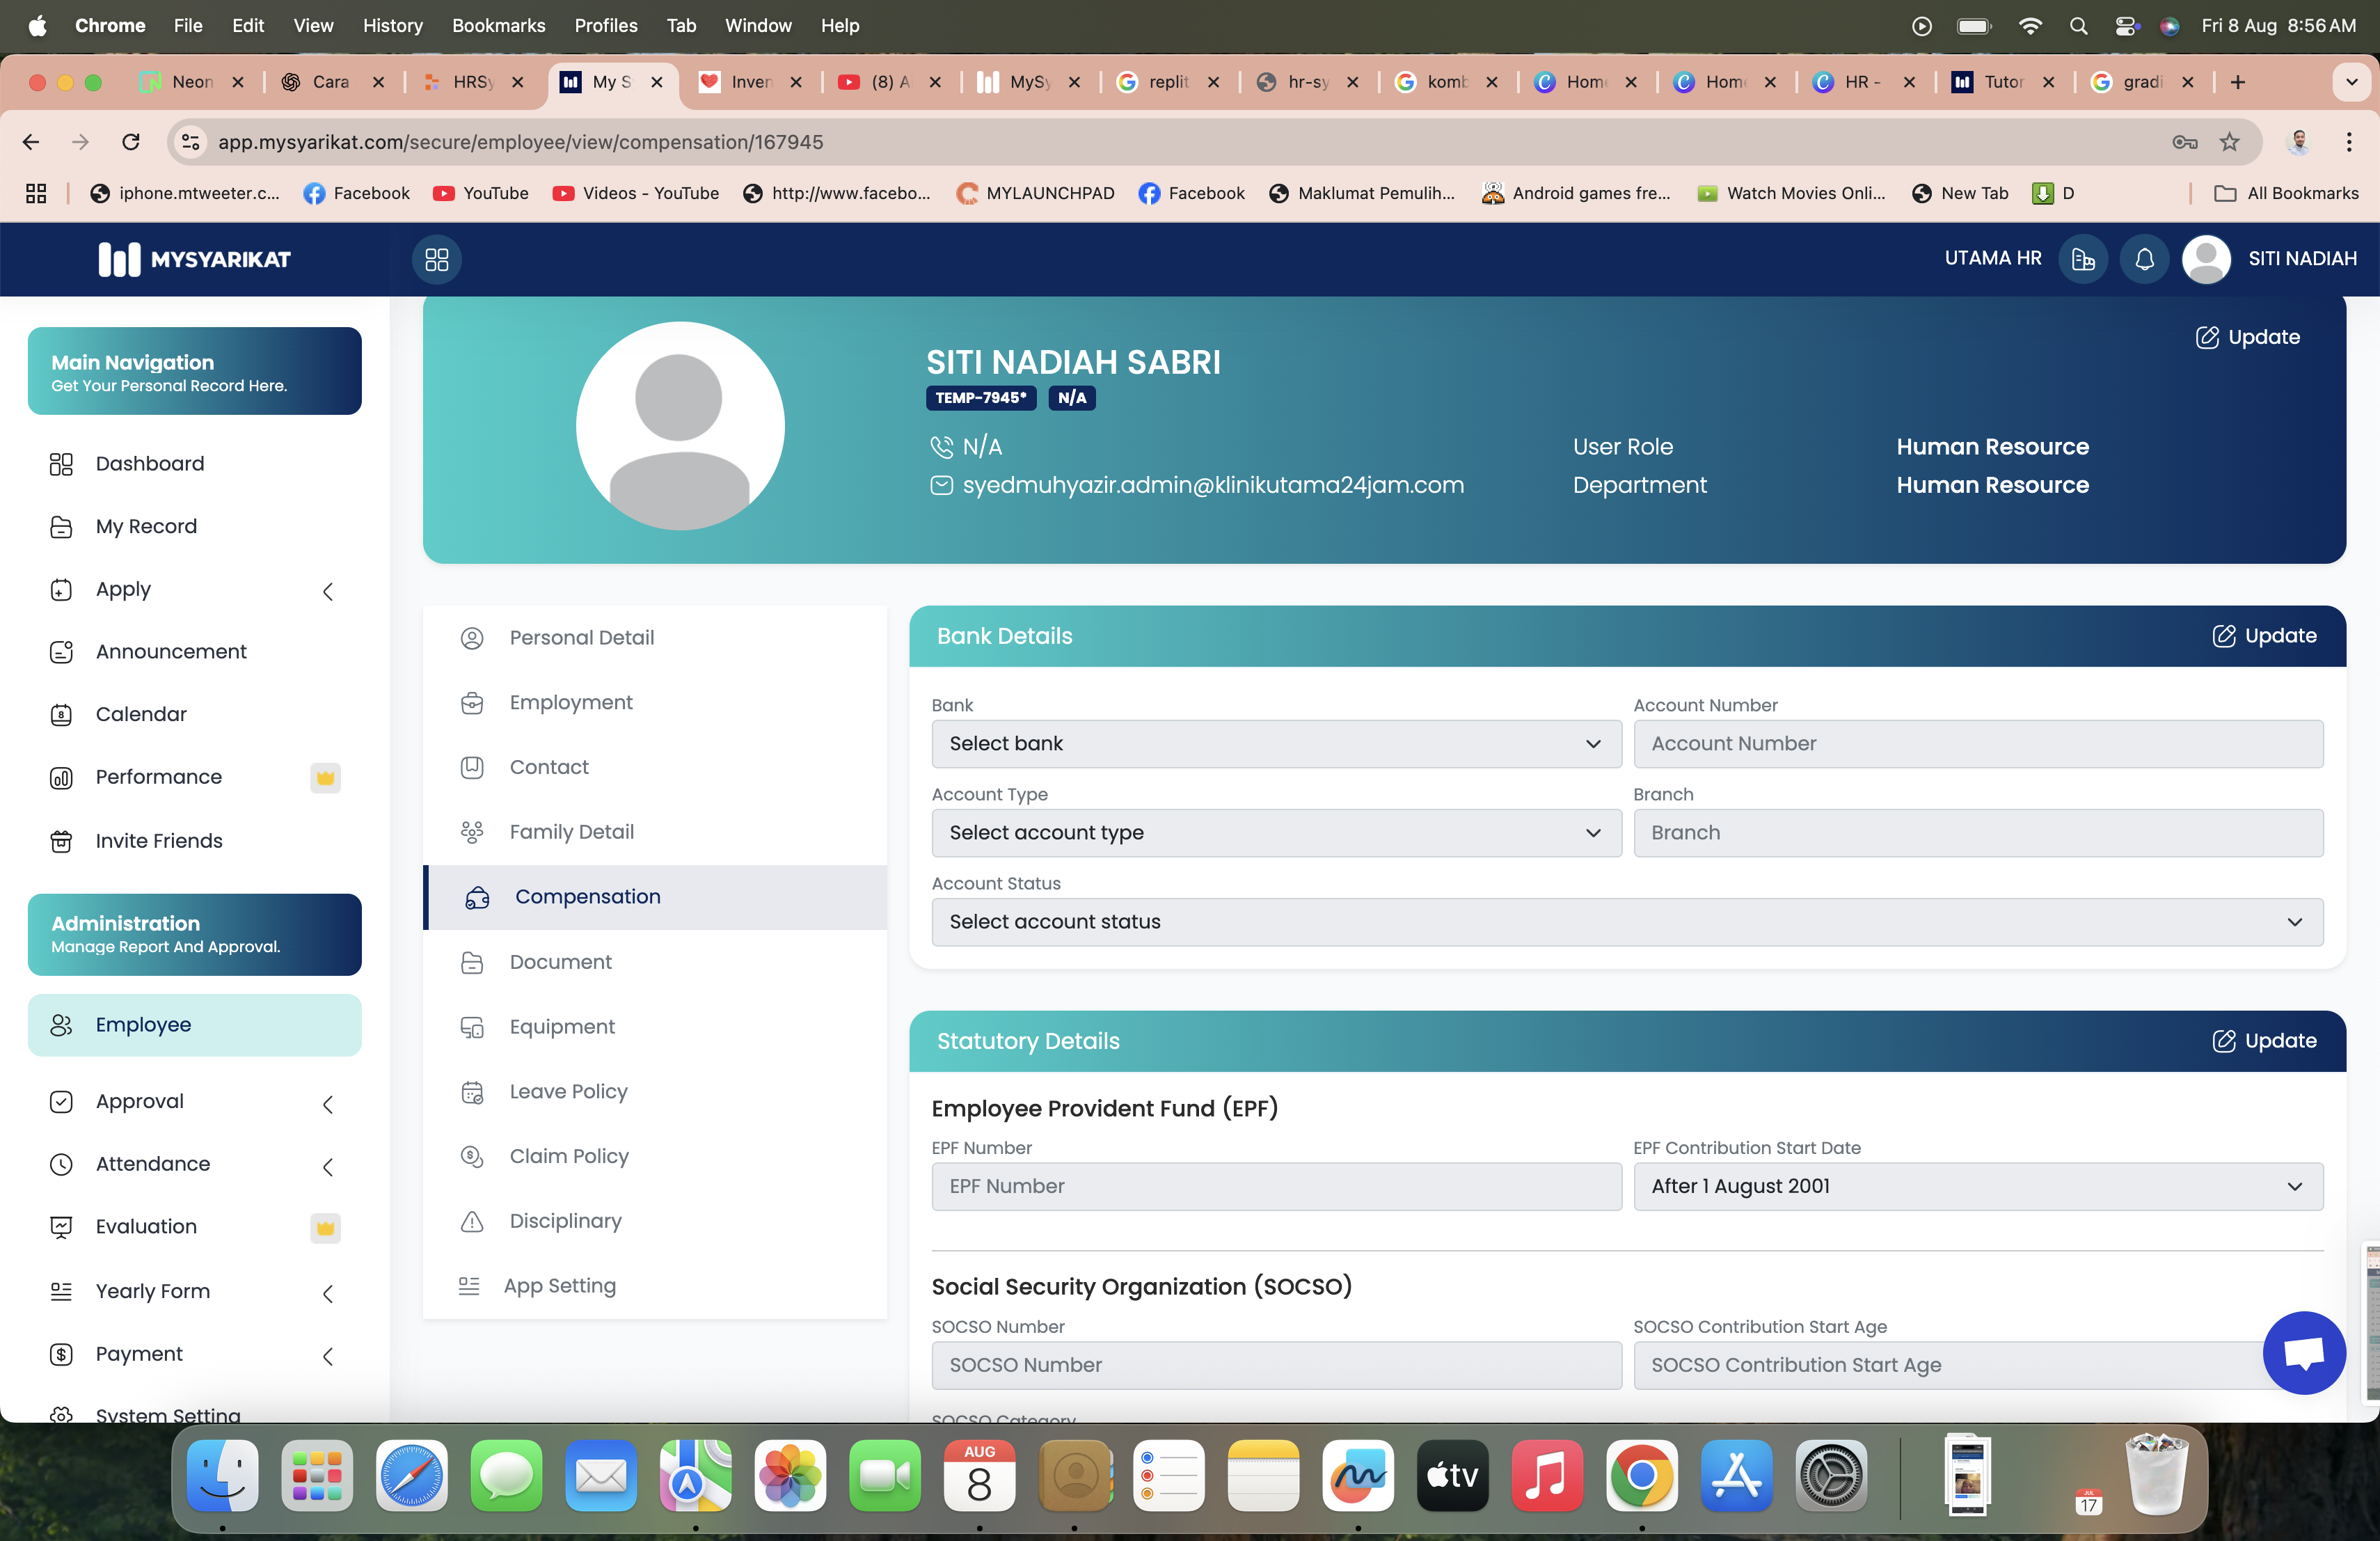 Chrome File Edit View History Bookmarks Profiles Tab Window Help
Fri 8 Aug 8:56 AM
Neon
Cara
HRSy
My S
Inven
(8) A
MySy
replit
hr-sy
komb
Hom
Hom
HR -
Tutor
gradi
app.mysyarikat.com/secure/employee/view/compensation/167945
iphone.mtweeter.c...
Facebook
YouTube
Videos - YouTube
http://www.facebo...
MYLAUNCHPAD
Facebook
Maklumat Pemulih...
Android games fre...
Watch Movies Onli...
New Tab
D
All Bookmarks
MYSYARIKAT
UTAMA HR
SITI NADIAH
Main Navigation
Get Your Personal Record Here.
Dashboard
My Record
Apply
Announcement
Calendar
8
Performance
Invite Friends
Administration
Manage Report And Approval.
Employee
Approval
Attendance
Evaluation
Yearly Form
Payment
System Setting
Update
SITI NADIAH SABRI
TEMP-7945* N/A
N/A
syedmuhyazir.admin@klinikutama24jam.com
User Role Human Resource
Department Human Resource
Personal Detail
Employment
Contact
Family Detail
Compensation
Document
Equipment
Leave Policy
Claim Policy
Disciplinary
App Setting
Bank Details
Update
Bank
Select bank
Account Number
Account Number
Account Type
Select account type
Branch
Branch
Account Status
Select account status
Statutory Details
Update
Employee Provident Fund (EPF)
EPF Number
EPF Number
EPF Contribution Start Date
After 1 August 2001
Social Security Organization (SOCSO)
SOCSO Number
SOCSO Number
SOCSO Contribution Start Age
SOCSO Contribution Start Age
SOCSO Category
AUG
8
tv
JUL
17